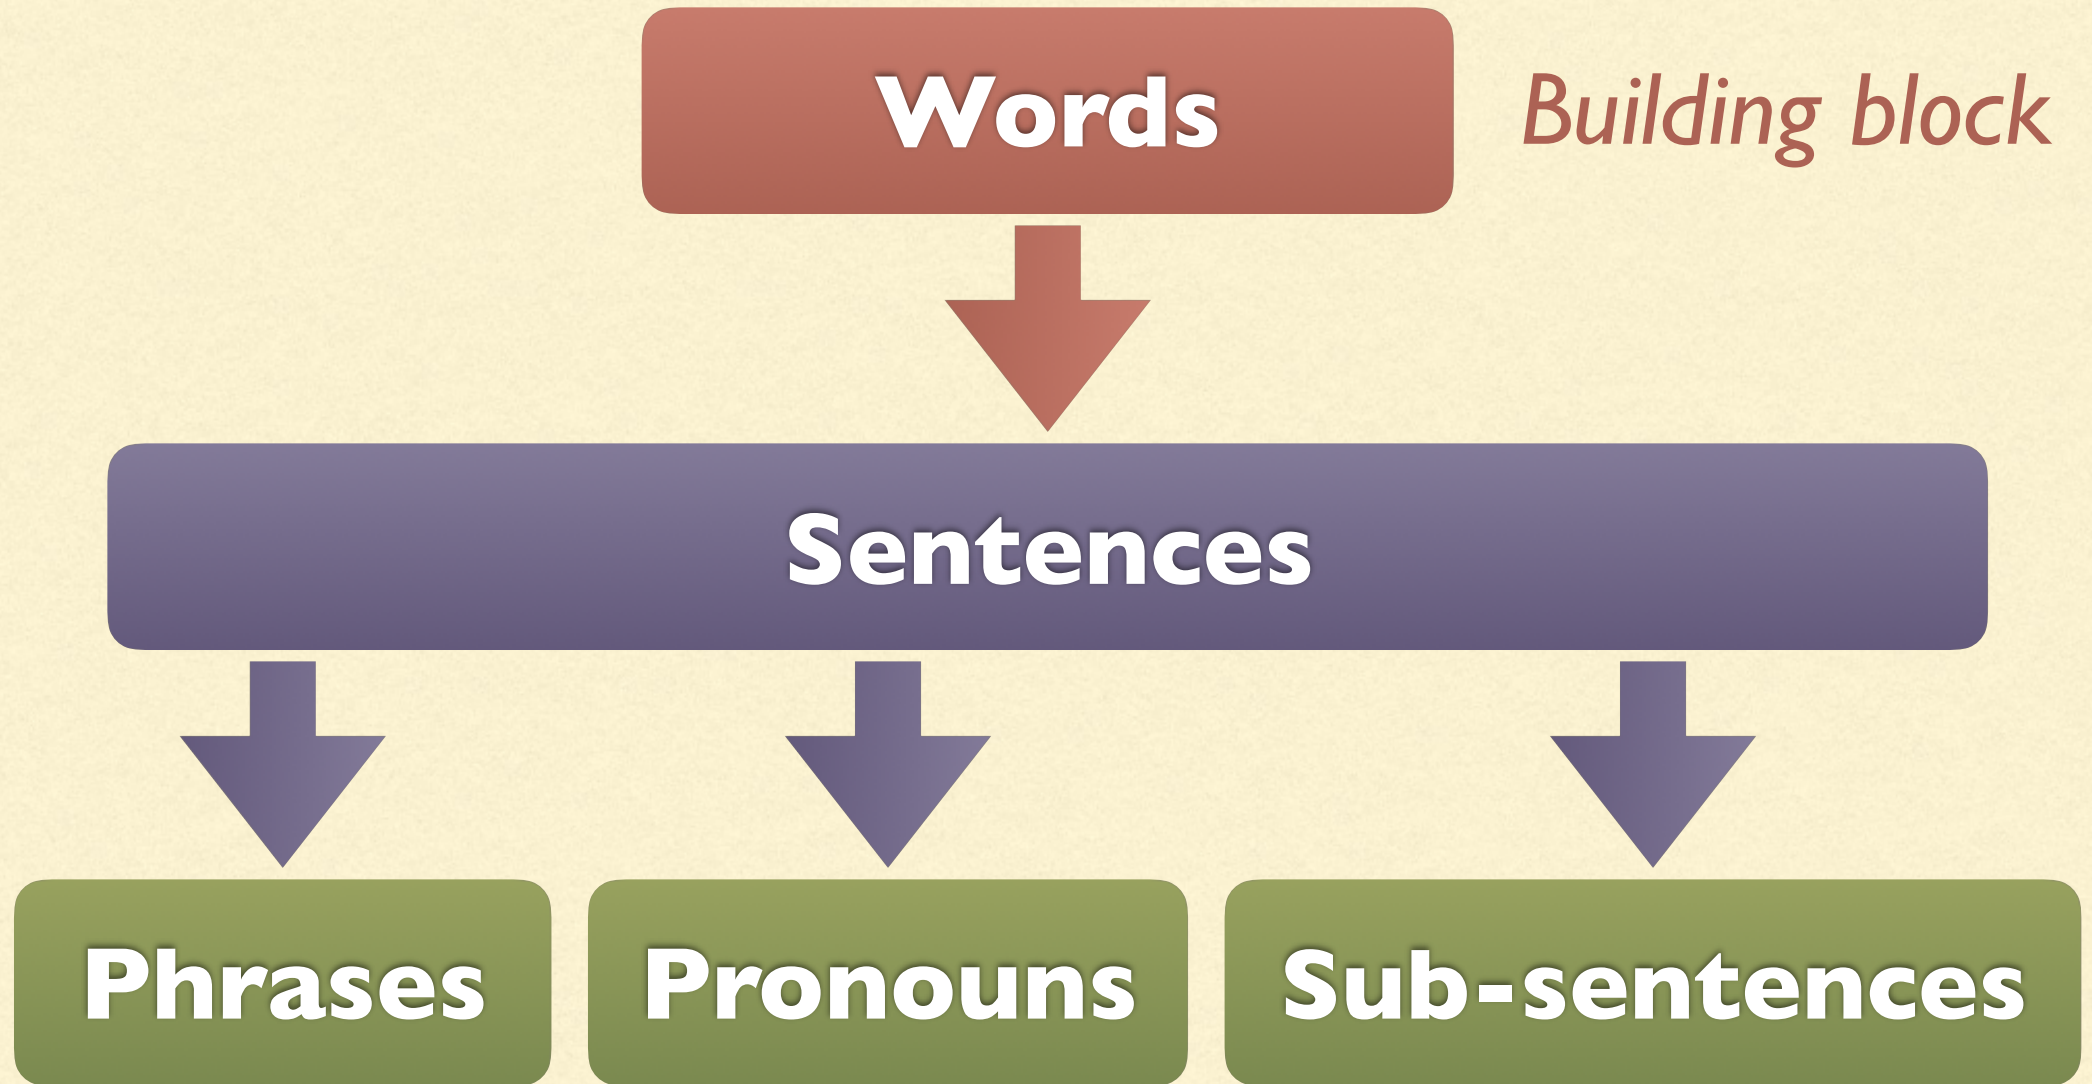 Words
Building block
Sentences
Phrases
Pronouns
Sub-sentences